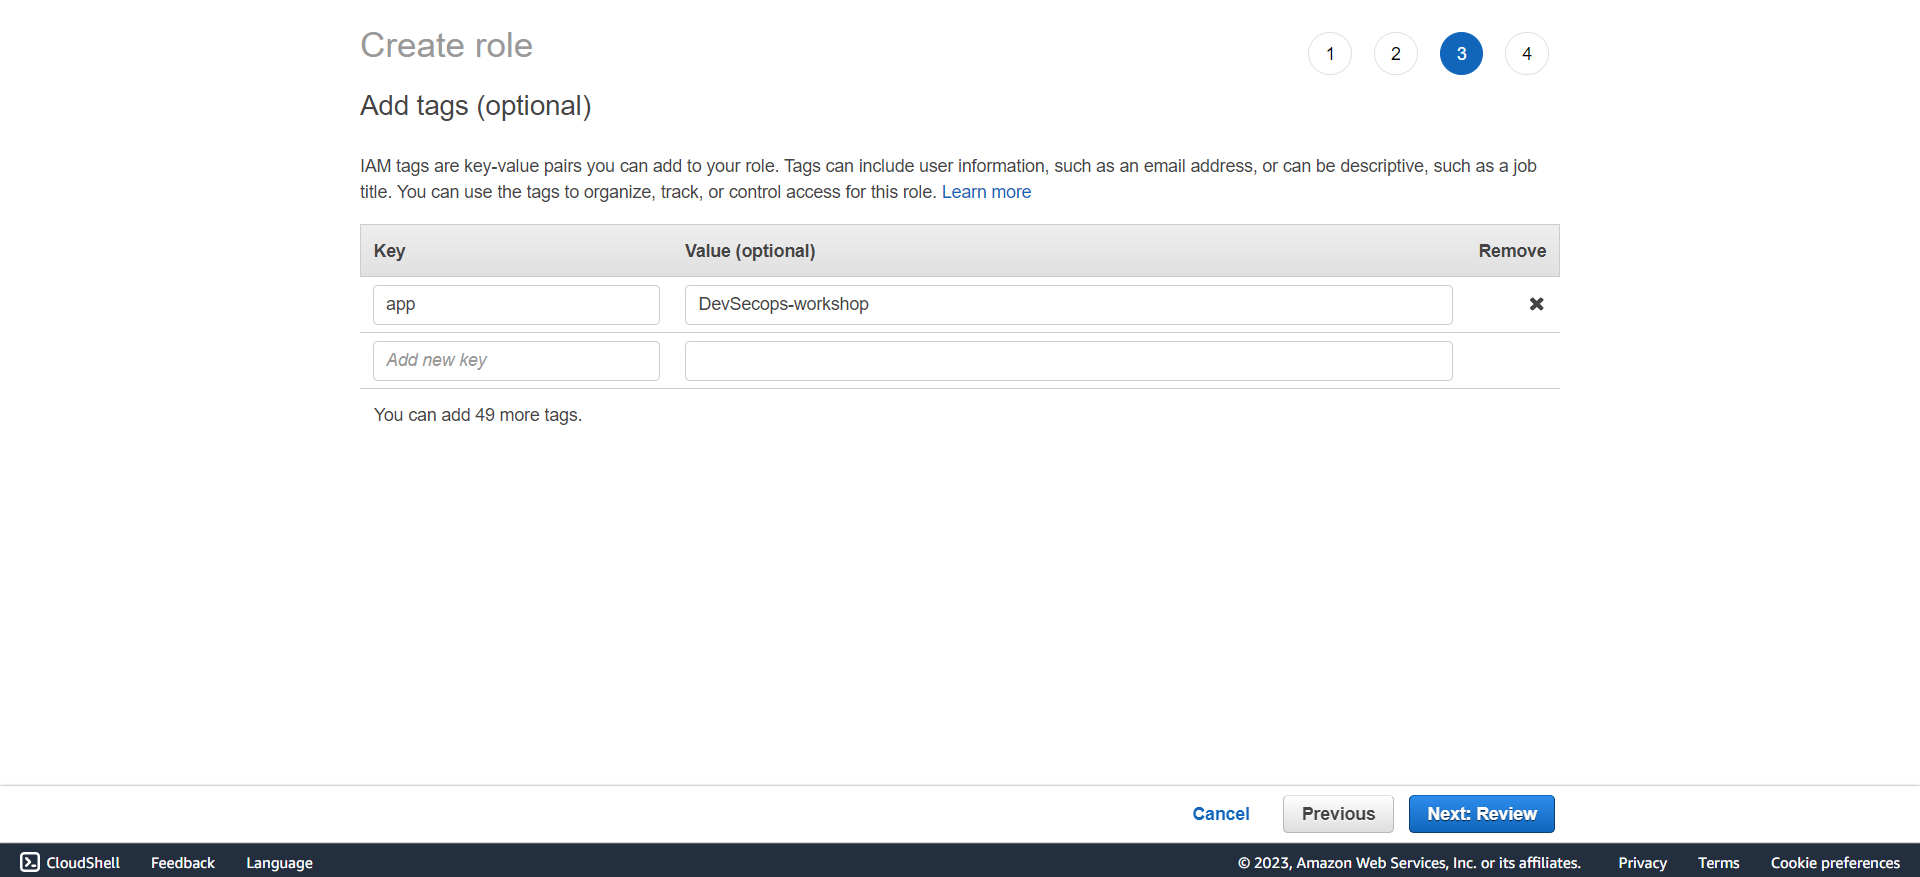 Create role
1 2 3 4
Add tags (optional)
IAM tags are key-value pairs you can add to your role. Tags can include user information, such as an email address, or can be descriptive, such as a job
title. You can use the tags to organize, track, or control access for this role. Learn more
Key Value (optional) Remove
app DevSecops-workshop
Add new key
You can add 49 more tags.
Cancel Previous Next: Review
CloudShell Feedback Language © 2023, Amazon Web Services, Inc. or its affiliates. Privacy Terms Cookie preferences